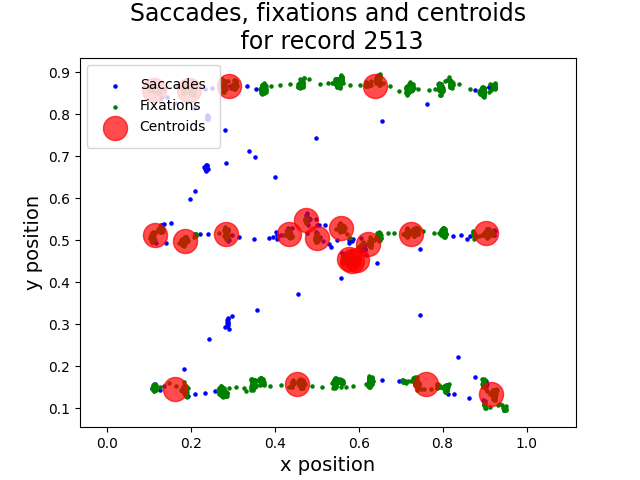 Saccades, fixations and centroids
for record 2513
Saccades
Fixations
Centroids
0.9
0.8
0.7
0.6
0.5
0.4
0.3
0.2
0.1
y position
0.0 0.2 0.4 0.6 0.8 1.0
x position